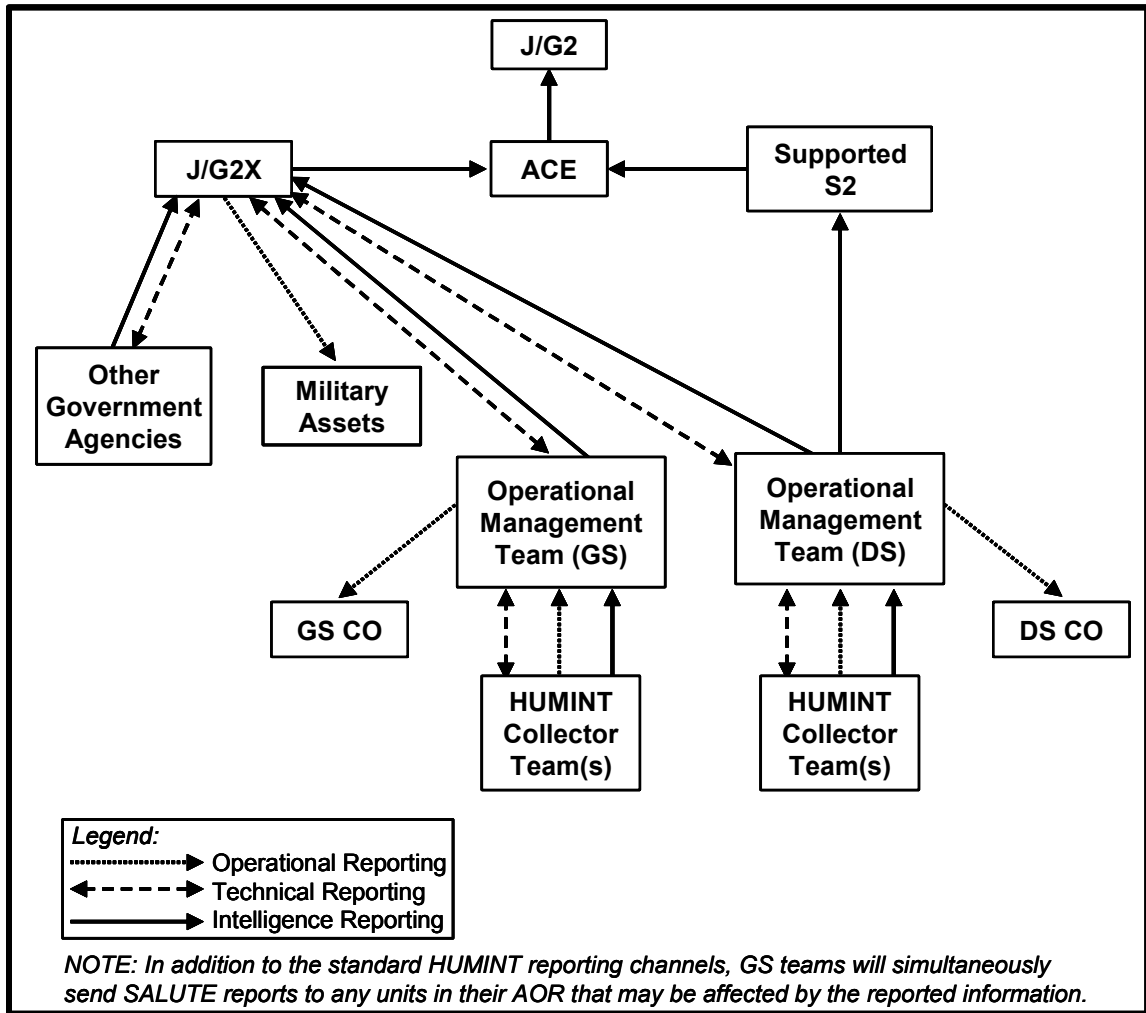 J/G2
J/G2X
ACE
Supported
S2
Other
Government
Agencies
Military
Assets
Operational
Management
Team (GS)
Operational
Management
Team (DS)
GS CO
DS CO
HUMINT
Collector
Team(s)
HUMINT
Collector
Team(s)
Legend:
Operational Reporting
Technical Reporting
Intelligence Reporting
NOTE: In addition to the standard HUMINT reporting channels, GS teams will simultaneously
send SALUTE reports to any units in their AOR that may be affected by the reported information.